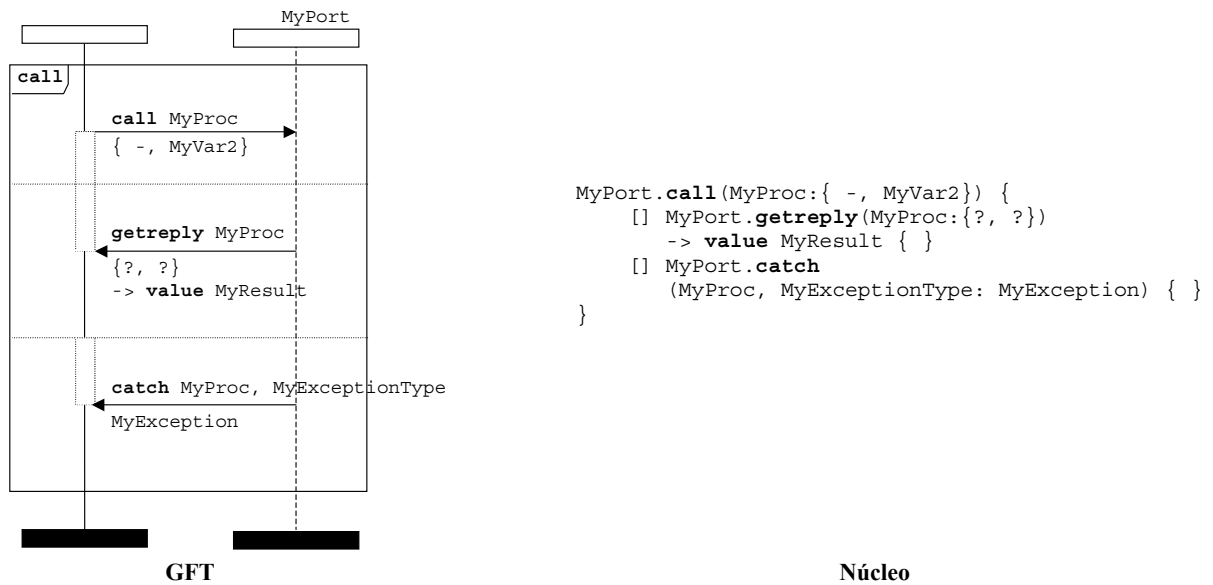 MyPort
call
call MyProc
{ -, MyVar2}
getreply MyProc
{?, ?}
-> value MyResult
catch MyProc, MyExceptionType
MyException
GFT
MyPort.call(MyProc:{ -, MyVar2}) {
[] MyPort.getreply(MyProc:{?, ?})
-> value MyResult { }
[] MyPort.catch
(MyProc, MyExceptionType: MyException) { }
}
Núcleo